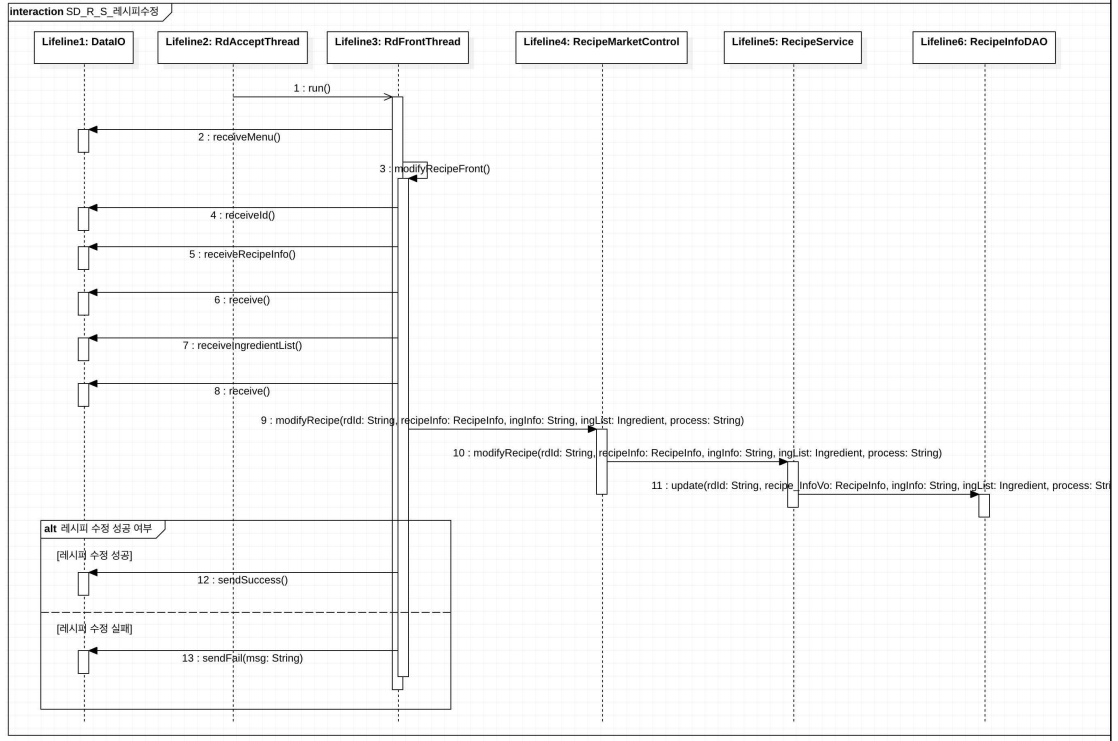 interaction SD_R_S_레시피수정
Lifeline1: DataIO
Lifeline2: RdAcceptThread
Lifeline3: RdFrontThread
Lifeline4: RecipeMarketControl
Lifeline5: RecipeService
Lifeline6: RecipeInfoDAO
1 : run()
2 : receiveMenu()
3 : modifyRecipeFront()
4 : receiveId()
5 : receiveRecipeInfo()
6 : receive()
7 : receiveIngredientList()
8 : receive()
9 : modifyRecipe(rdId: String, recipeInfo: RecipeInfo, ingInfo: String, ingList: Ingredient, process: String)
10 : modifyRecipe(rdId: String, recipeInfo: RecipeInfo, ingInfo: String, ingList: Ingredient, process: String)
11 : update(rdId: String, recipe_InfoVo: RecipeInfo, ingInfo: String, ingList: Ingredient, process: Stri
alt 레시피 수정 성공 여부
[레시피 수정 성공]
12 : sendSuccess()
[레시피 수정 실패]
13 : sendFail(msg: String)